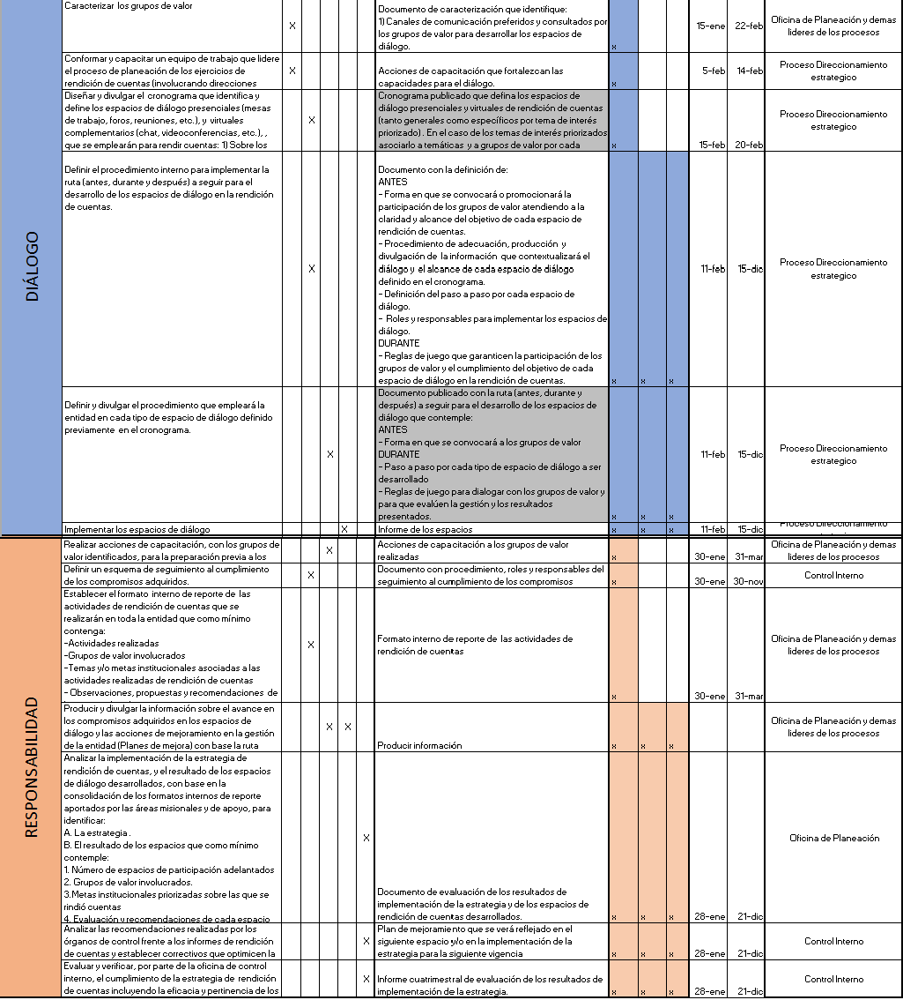 DIÁLOGO
Caracterizar los grupos de valor
X
Documento de caracterización que identifique:
1) Canales de comunicación preferidos y consultados por
los grupos de valor para desarrollar los espacios de
diálogo.
x
15-ene
22-feb
Oficina de Planeación y demas
lideres de los procesos
Conformar y capacitar un equipo de trabajo que lidere
el proceso de planeación de los ejercicios de
rendición de cuentas (involucrando direcciones
X
Acciones de capacitación que fortalezcan las
capacidades para el diálogo.
x
5-feb
14-feb
Proceso Direccionamiento
estrategico
Diseñar y divulgar el cronograma que identifica y
define los espacios de diálogo presenciales (mesas
de trabajo, foros, reuniones, etc.), y virtuales
complementarios (chat, videoconferencias, etc.), ,
que se emplearán para rendir cuentas: 1) Sobre los
X
Cronograma publicado que defina los espacios de
diálogo presenciales y virtuales de rendición de cuentas
(tanto generales como específicos por tema de interés
priorizado) . En el caso de los temas de interés priorizados
asociarlo a temáticas y a grupos de valor por cada
x
15-feb
20-feb
Proceso Direccionamiento
estrategico
Definir el procedimiento interno para implementar la
ruta (antes, durante y después) a seguir para el
desarrollo de los espacios de diálogo en la rendición
de cuentas.
X
Documento con la definición de:
ANTES
- Forma en que se convocará o promocionará la
participación de los grupos de valor atendiendo a la
claridad y alcance del objetivo de cada espacio de
rendición de cuentas.
- Procedimiento de adecuación, producción y
divulgación de la información que contextualizará el
diálogo y el alcance de cada espacio de diálogo
definido en el cronograma.
- Definición del paso a paso por cada espacio de
diálogo.
- Roles y responsables para implementar los espacios de
diálogo.
DURANTE
- Reglas de juego que garanticen la participación de los
grupos de valor y el cumplimiento del objetivo de cada
espacio de diálogo en la rendición de cuentas.
x x x
11-feb
15-dic
Proceso Direccionamiento
estrategico
Definir y divulgar el procedimiento que empleará la
entidad en cada tipo de espacio de diálogo definido
previamente en el cronograma.
X
Documento publicado con la ruta (antes, durante y
después) a seguir para el desarrollo de los espacios de
diálogo que contemple:
ANTES
- Forma en que se convocará a los grupos de valor
DURANTE
- Paso a paso por cada tipo de espacio de diálogo a ser
desarrollado
- Reglas de juego para dialogar con los grupos de valor y
para que evalúen la gestión y los resultados
presentados.
x x x
11-feb
15-dic
Proceso Direccionamiento
estrategico
Implementar los espacios de diálogo
X
Informe de los espacios
x x x
11-feb
15-dic
Proceso Direccionamiento
RESPONSABILIDAD
Realizar acciones de capacitación, con los grupos de
valor identificados, para la preparación previa a los
X
Acciones de capacitación a los grupos de valor
realizadas
x
30-ene
31-mar
Oficina de Planeación y demas
lideres de los procesos
Definir un esquema de seguimiento al cumplimiento
de los compromisos adquiridos.
X
Documento con procedimiento, roles y responsables del
seguimiento al cumplimiento de los compromisos
x
30-ene
30-nov
Control Interno
Establecer el formato interno de reporte de las
actividades de rendición de cuentas que se
realizarán en toda la entidad que como mínimo
contenga:
-Actividades realizadas
-Grupos de valor involucrados
-Temas y/o metas institucionales asociadas a las
actividades realizadas de rendición de cuentas
- Observaciones, propuestas y recomendaciones de
X
Formato interno de reporte de las actividades de
rendición de cuentas
x
30-ene
31-mar
Oficina de Planeación y demas
lideres de los procesos
Producir y divulgar la información sobre el avance en
los compromisos adquiridos en los espacios de
diálogo y las acciones de mejoramiento en la gestión
de la entidad (Planes de mejora) con base la ruta
X X
Producir información
x x x
Oficina de Planeación y demas
lideres de los procesos
Analizar la implementación de la estrategia de
rendición de cuentas, y el resultado de los espacios
de diálogo desarrollados, con base en la
consolidación de los formatos internos de reporte
aportados por las áreas misionales y de apoyo, para
identificar:
A. La estrategia .
B. El resultado de los espacios que como mínimo
contemple:
1. Número de espacios de participación adelantados
2. Grupos de valor involucrados.
3.Metas institucionales priorizadas sobre las que se
rindió cuentas
4. Evaluación y recomendaciones de cada espacio
X
Documento de evaluación de los resultados de
implementación de la estrategia y de los espacios de
rendición de cuentas desarrollados.
x x x
28-ene
21-dic
Oficina de Planeación
Analizar las recomendaciones realizadas por los
órganos de control frente a los informes de rendición
de cuentas y establecer correctivos que optimicen la
X
Plan de mejoramiento que se verá reflejado en el
siguiente espacio y/o en la implementación de la
estrategia para la siguiente vigencia
x x x
28-ene
21-dic
Control Interno
Evaluar y verificar, por parte de la oficina de control
interno, el cumplimiento de la estrategia de rendición
de cuentas incluyendo la eficacia y pertinencia de los
X
Informe cuatrimestral de evaluación de los resultados de
implementación de la estrategia.
x x x
28-ene
21-dic
Control Interno